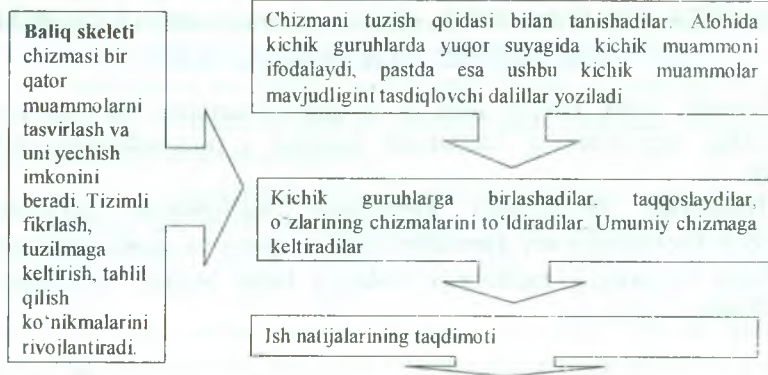 Baliq skeleti
chizmasi bir
qator
muammolarni
tasvirlash va
uni yechish
imkonini
beradi. Tizimli
fikrlash,
tuzilmaga
keltirish, tahlil
qilish
ko‘nikmalarini
rivojlantiradi.
Chizmani tuzish qoidasi bilan tanishadilar. Alohida
kichik guruhlarda yuqor suyagida kichik muammoni
ifodalaydi, pastda esa ushbu kichik muammolar
mavjudligini tasdiqlovchi dalillar yoziladi
Kichik guruhlarga birlashadilar. taqqoslaydilar,
o‘zlarining chizmalarini to‘ldiradilar. Umumiy chizmaga
keltiradilar
Ish natijalarining taqdimoti